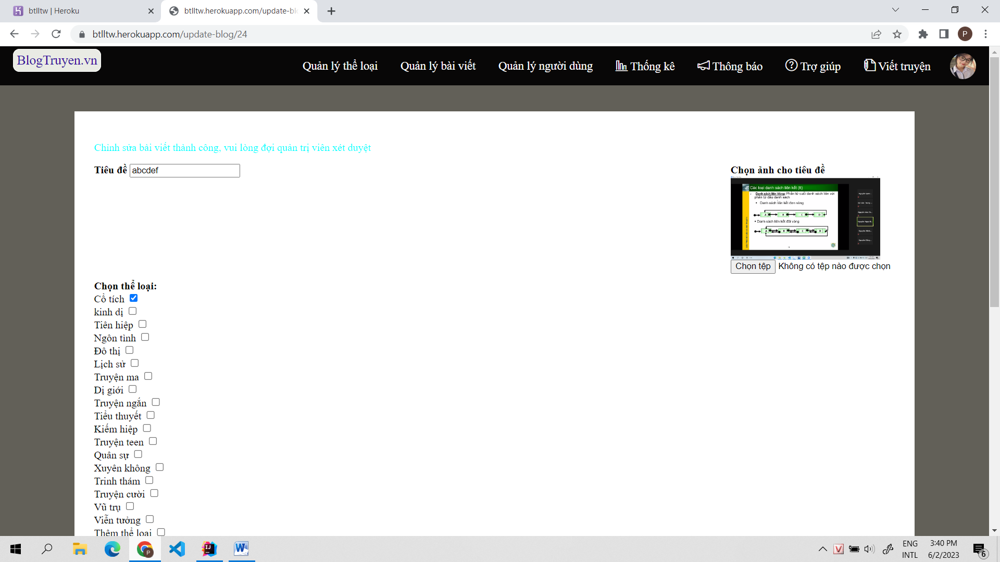 btlltw | Heroku
btlltw.herokuapp.com/update-blo
btlltw.herokuapp.com/update-blog/24
P
BlogTruyen.vn
Quản lý thể loại
Quản lý bài viết
Quản lý người dùng
Thống kê
Thông báo
Trợ giúp
Viết truyện
Chỉnh sửa bài viết thành công, vui lòng đợi quản trị viên xét duyệt
Tiêu đề abcdef
Chọn ảnh cho tiêu đề
Các loại danh sách liên kết (tt)
Danh sách liên Vòng: Phần tử cuối danh sách liên với
phần tử đầu danh sách
• Danh sách liên kết đơn vòng
A B C D
• Danh sách liên kết đôi vòng
A B C D
Chọn tệp Không có tệp nào được chọn
Chọn thể loại:
Cổ tích
kinh dị
Tiên hiệp
Ngôn tình
Đô thị
Lịch sử
Truyện ma
Dị giới
Truyện ngắn
Tiểu thuyết
Kiếm hiệp
Truyện teen
Quân sự
Xuyên không
Trinh thám
Truyện cười
Vũ trụ
Viễn tưởng
Thêm thể loại
ENG
INTL
3:40 PM
6/2/2023
6